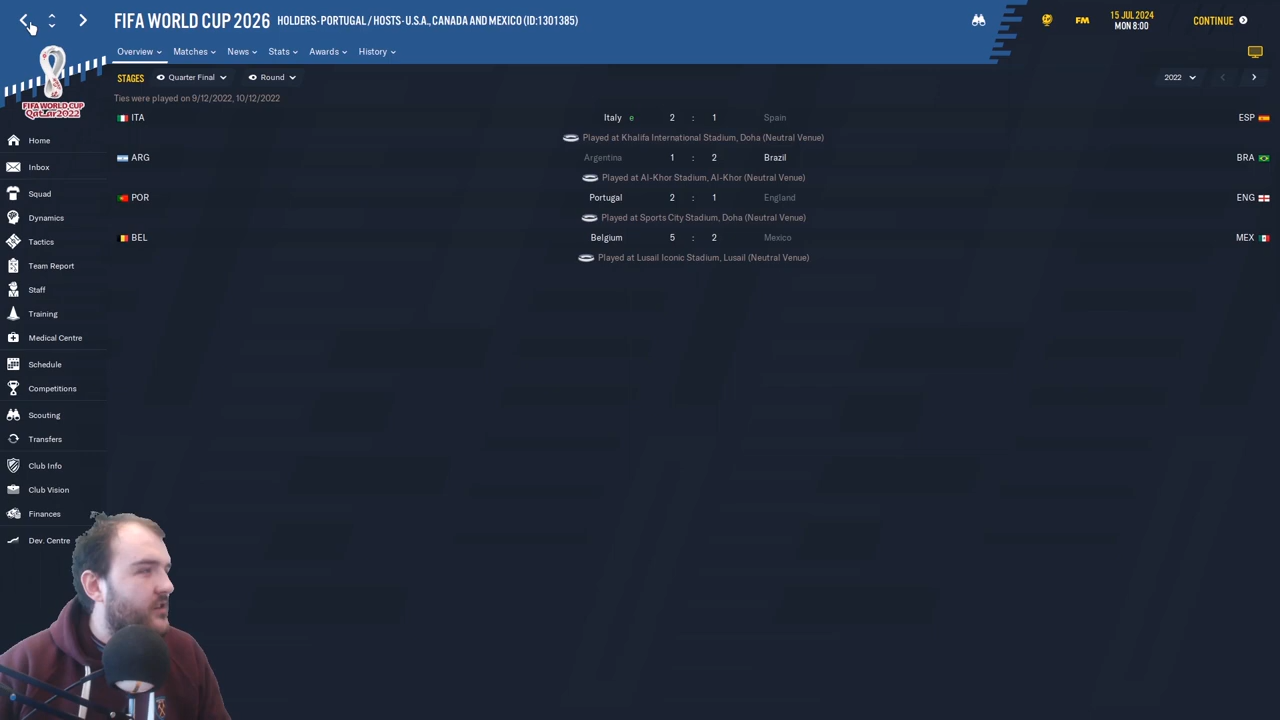 FIFA WORLD CUP 2026 HOLDERS - PORTUGAL / HOSTS - U.S.A., CANADA AND MEXICO (ID:1301385)
FM 15 JUL 2024 MON 8:00 CONTINUE
Overview Matches News Stats Awards History
STAGES Quarter Final Round 2022
Ties were played on 9/12/2022, 10/12/2022
FIFA WORLD CUP
Qatar2022
ITA Italy e 2 : 1 Spain ESP
Played at Khalifa International Stadium, Doha (Neutral Venue)
ARG Argentina 1 : 2 Brazil BRA
Played at Al-Khor Stadium, Al-Khor (Neutral Venue)
POR Portugal 2 : 1 England ENG
Played at Sports City Stadium, Doha (Neutral Venue)
BEL Belgium 5 : 2 Mexico MEX
Played at Lusail Iconic Stadium, Lusail (Neutral Venue)
Home
Inbox
Squad
Dynamics
Tactics
Team Report
Staff
Training
Medical Centre
Schedule
Competitions
Scouting
Transfers
Club Info
Club Vision
Finances
Dev. Centre